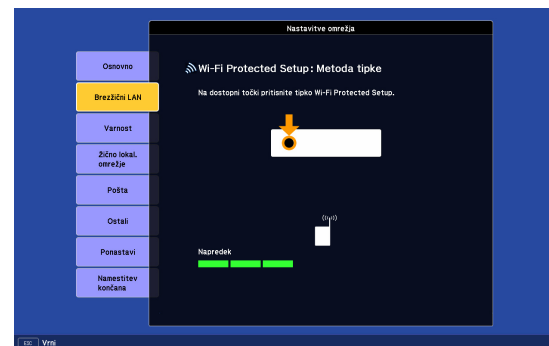 Nastavitve omrežja
Osnovno
Brezžični LAN
Varnost
Žično lokal.
omrežje
Pošta
Ostali
Ponastavi
Namestitev
končana
Wi-Fi Protected Setup: Metoda tipke
Na dostopni točki pritisnite tipko Wi-Fi Protected Setup.
Napredek
ESC Vrni